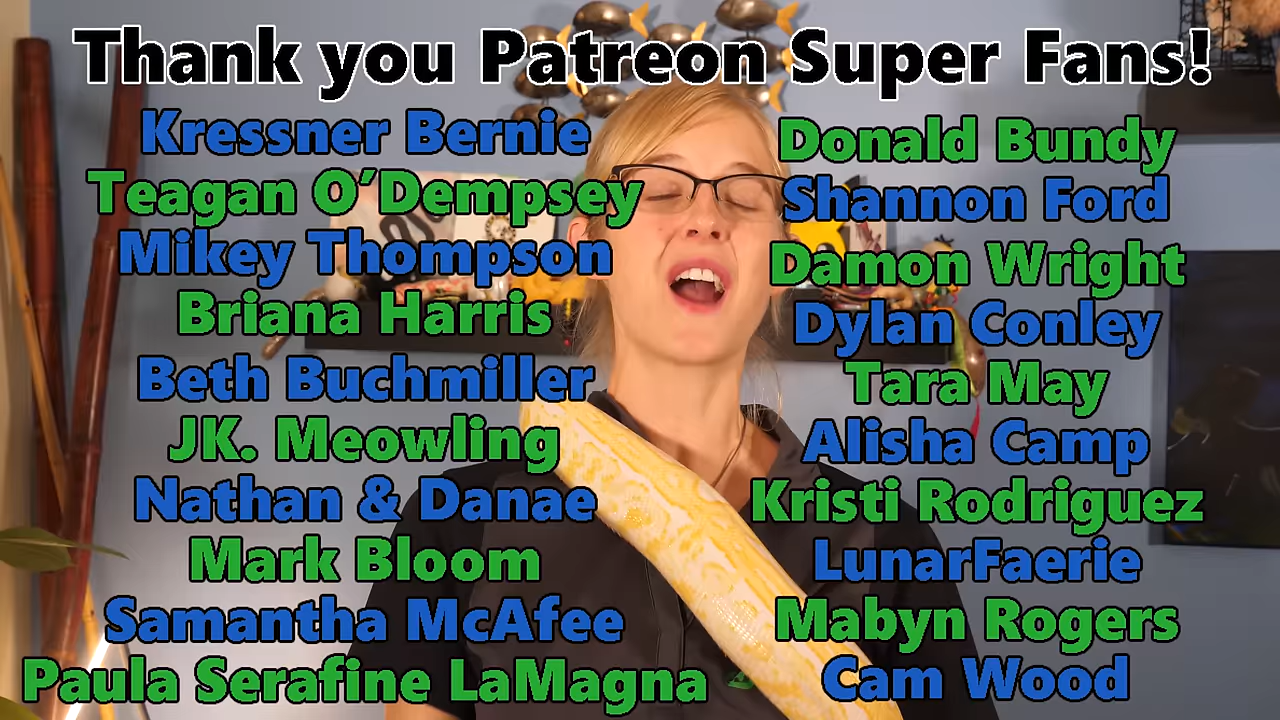 Thank you Patreon Super Fans!
Kressner Bernie
Teagan O'Dempsey
Mikey Thompson
Briana Harris
Beth Buchmiller
JK. Meowling
Nathan & Danae
Mark Bloom
Samantha McAfee
Paula Serafine LaMagna
Donald Bundy
Shannon Ford
Damon Wright
Dylan Conley
Tara May
Alisha Camp
Kristi Rodriguez
LunarFaerie
Mabyn Rogers
Cam Wood